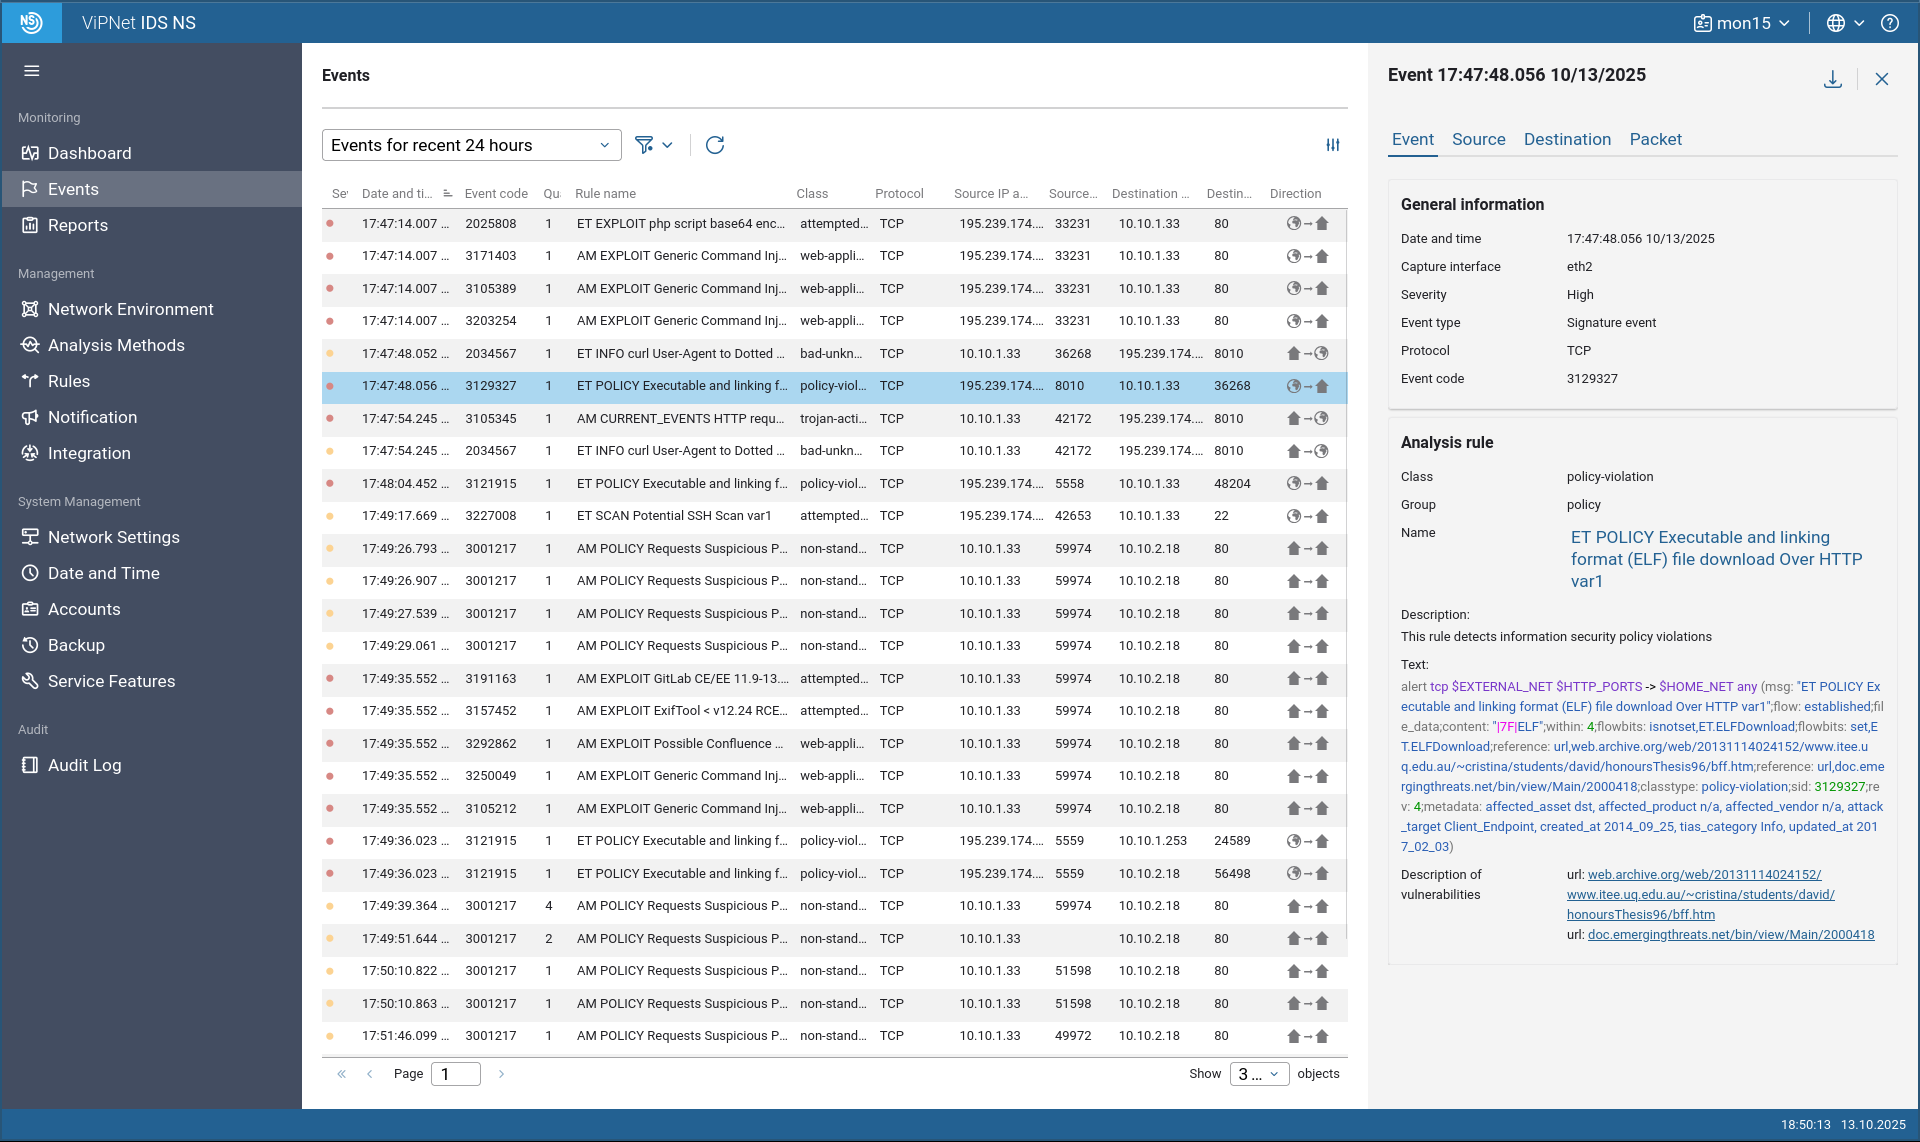 NS
ViPNet IDS NS
mon15
Monitoring
Dashboard
Events
Reports
Management
Network Environment
Analysis Methods
Rules
Notification
Integration
System Management
Network Settings
Date and Time
Accounts
Backup
Service Features
Audit
Audit Log
Events
Events for recent 24 hours
Se Date and ti... Event code Qu Rule name Class Protocol Source IP a... Source... Destination ... Destin... Direction
17:47:14.007 ... 2025808 1 ET EXPLOIT php script base64 enc... attempted... TCP 195.239.174.... 33231 10.10.1.33 80
17:47:14.007 ... 3171403 1 AM EXPLOIT Generic Command Inj... web-appli... TCP 195.239.174.... 33231 10.10.1.33 80
17:47:14.007 ... 3105389 1 AM EXPLOIT Generic Command Inj... web-appli... TCP 195.239.174.... 33231 10.10.1.33 80
17:47:14.007 ... 3203254 1 AM EXPLOIT Generic Command Inj... web-appli... TCP 195.239.174.... 33231 10.10.1.33 80
17:47:48.052 ... 2034567 1 ET INFO curl User-Agent to Dotted ... bad-unkn... TCP 10.10.1.33 36268 195.239.174.... 8010
17:47:48.056 ... 3129327 1 ET POLICY Executable and linking f... policy-viol... TCP 195.239.174.... 8010 10.10.1.33 36268
17:47:54.245 ... 3105345 1 AM CURRENT_EVENTS HTTP requ... trojan-acti... TCP 10.10.1.33 42172 195.239.174.... 8010
17:47:54.245 ... 2034567 1 ET INFO curl User-Agent to Dotted ... bad-unkn... TCP 10.10.1.33 42172 195.239.174.... 8010
17:48:04.452 ... 3121915 1 ET POLICY Executable and linking f... policy-viol... TCP 195.239.174.... 5558 10.10.1.33 48204
17:49:17.669 ... 3227008 1 ET SCAN Potential SSH Scan var1 attempted... TCP 195.239.174.... 42653 10.10.1.33 22
17:49:26.793 ... 3001217 1 AM POLICY Requests Suspicious P... non-stand... TCP 10.10.1.33 59974 10.10.2.18 80
17:49:26.907 ... 3001217 1 AM POLICY Requests Suspicious P... non-stand... TCP 10.10.1.33 59974 10.10.2.18 80
17:49:27.539 ... 3001217 1 AM POLICY Requests Suspicious P... non-stand... TCP 10.10.1.33 59974 10.10.2.18 80
17:49:29.061 ... 3001217 1 AM POLICY Requests Suspicious P... non-stand... TCP 10.10.1.33 59974 10.10.2.18 80
17:49:35.552 ... 3191163 1 AM EXPLOIT GitLab CE/EE 11.9-13.... attempted... TCP 10.10.1.33 59974 10.10.2.18 80
17:49:35.552 ... 3157452 1 AM EXPLOIT ExifTool < v12.24 RCE... attempted... TCP 10.10.1.33 59974 10.10.2.18 80
17:49:35.552 ... 3292862 1 AM EXPLOIT Possible Confluence ... web-appli... TCP 10.10.1.33 59974 10.10.2.18 80
17:49:35.552 ... 3250049 1 AM EXPLOIT Generic Command Inj... web-appli... TCP 10.10.1.33 59974 10.10.2.18 80
17:49:35.552 ... 3105212 1 AM EXPLOIT Generic Command Inj... web-appli... TCP 10.10.1.33 59974 10.10.2.18 80
17:49:36.023 ... 3121915 1 ET POLICY Executable and linking f... policy-viol... TCP 195.239.174.... 5559 10.10.1.253 24589
17:49:36.023 ... 3121915 1 ET POLICY Executable and linking f... policy-viol... TCP 195.239.174.... 5559 10.10.1.33 56498
17:49:39.364 ... 3001217 4 AM POLICY Requests Suspicious P... non-stand... TCP 10.10.1.33 59974 10.10.2.18 80
17:49:51.644 ... 3001217 2 AM POLICY Requests Suspicious P... non-stand... TCP 10.10.1.33 10.10.2.18 80
17:50:10.822 ... 3001217 1 AM POLICY Requests Suspicious P... non-stand... TCP 10.10.1.33 51598 10.10.2.18 80
17:50:10.863 ... 3001217 1 AM POLICY Requests Suspicious P... non-stand... TCP 10.10.1.33 51598 10.10.2.18 80
17:51:46.099 ... 3001217 1 AM POLICY Requests Suspicious P... non-stand... TCP 10.10.1.33 49972 10.10.2.18 80
Page 1
Show 3 ... objects
Event 17:47:48.056 10/13/2025
Event Source Destination Packet
General information
Date and time 17:47:48.056 10/13/2025
Capture interface eth2
Severity High
Event type Signature event
Protocol TCP
Event code 3129327
Analysis rule
Class policy-violation
Group policy
Name ET POLICY Executable and linking
format (ELF) file download Over HTTP
var1
Description:
This rule detects information security policy violations
Text:
alert tcp $EXTERNAL_NET $HTTP_PORTS -> $HOME_NET any (msg: "ET POLICY Ex
ecutable and linking format (ELF) file download Over HTTP var1";flow: established;fil
e_data;content: "|7F|ELF";within: 4;flowbits: isnotset,ET.ELFDownload;flowbits: set,E
T.ELFDownload;reference: url,web.archive.org/web/20131114024152/www.itee.u
q.edu.au/~cristina/students/david/honoursThesis96/bff.htm;reference: url,doc.eme
rgingthreats.net/bin/view/Main/2000418;classtype: policy-violation;sid: 3129327;re
v: 4;metadata: affected_asset dst, affected_product n/a, affected_vendor n/a, attack
_target Client_Endpoint, created_at 2014_09_25, tias_category Info, updated_at 201
7_02_03)
Description of
vulnerabilities
url: web.archive.org/web/20131114024152/
www.itee.uq.edu.au/~cristina/students/david/
honoursThesis96/bff.htm
url: doc.emergingthreats.net/bin/view/Main/2000418
18:50:13 13.10.2025